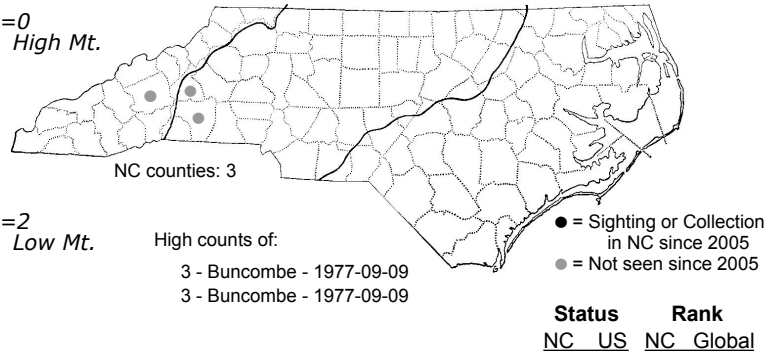 =0
High Mt.
NC counties: 3
=2
Low Mt.
High counts of:
3 - Buncombe - 1977-09-09
3 - Buncombe - 1977-09-09
● = Sighting or Collection
in NC since 2005
● = Not seen since 2005
Status Rank
NC US NC Global